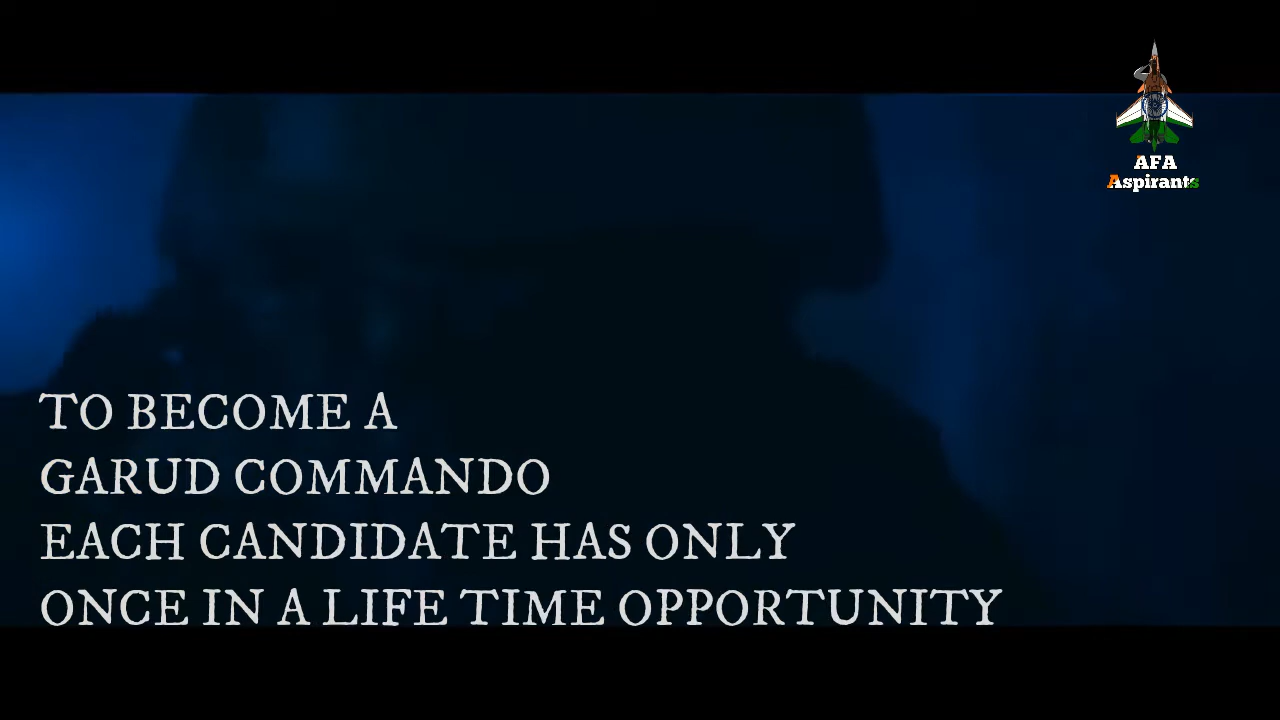 AFA
Aspirants
TO BECOME A
GARUD COMMANDO
EACH CANDIDATE HAS ONLY
ONCE IN A LIFE TIME OPPORTUNITY